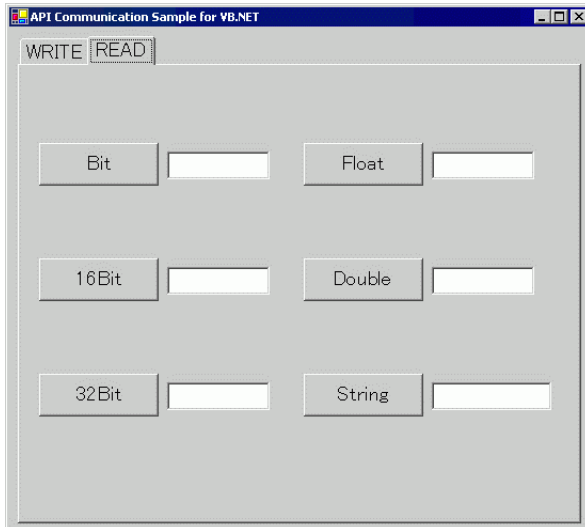 API Communication Sample for VB.NET
WRITE READ
Bit Float
16Bit Double
32Bit String